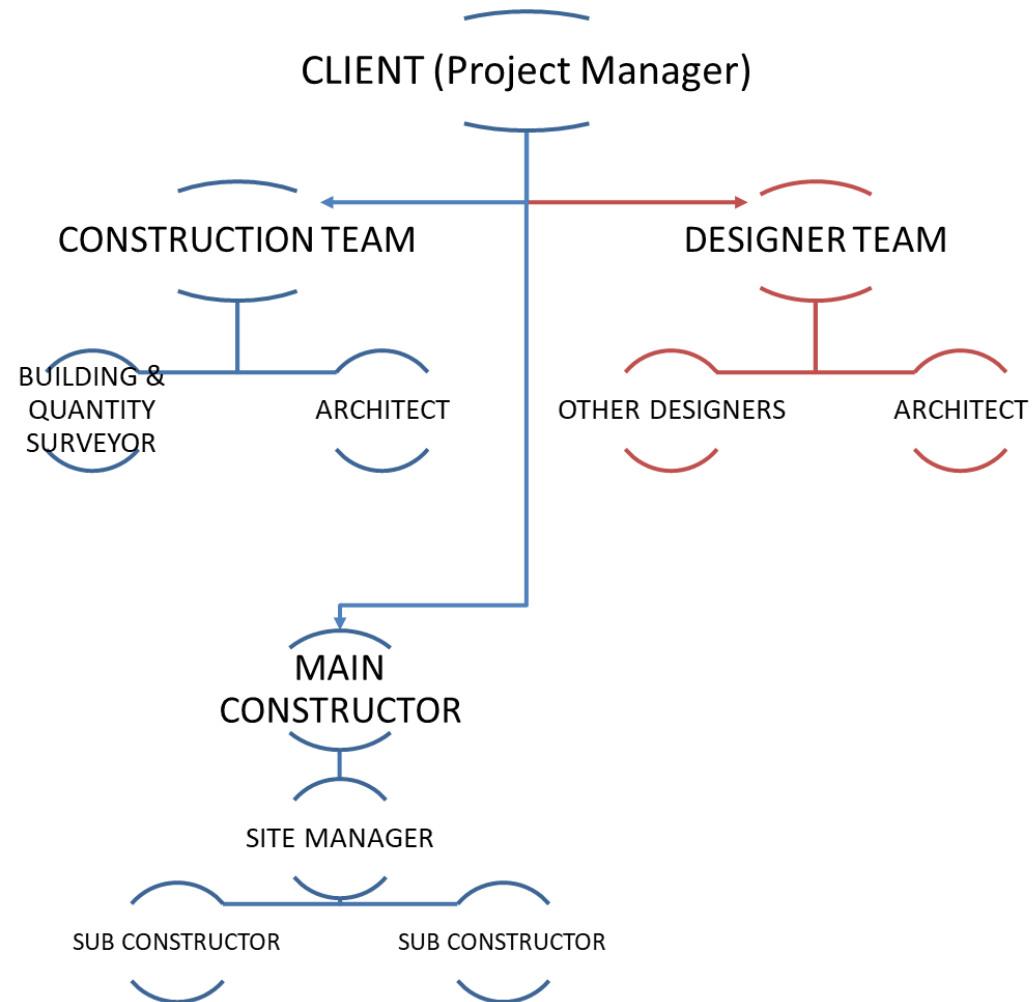 CLIENT (Project Manager)
CONSTRUCTION TEAM
DESIGNER TEAM
BUILDING &
QUANTITY
SURVEYOR
ARCHITECT
OTHER DESIGNERS
ARCHITECT
MAIN
CONSTRUCTOR
SITE MANAGER
SUB CONSTRUCTOR
SUB CONSTRUCTOR